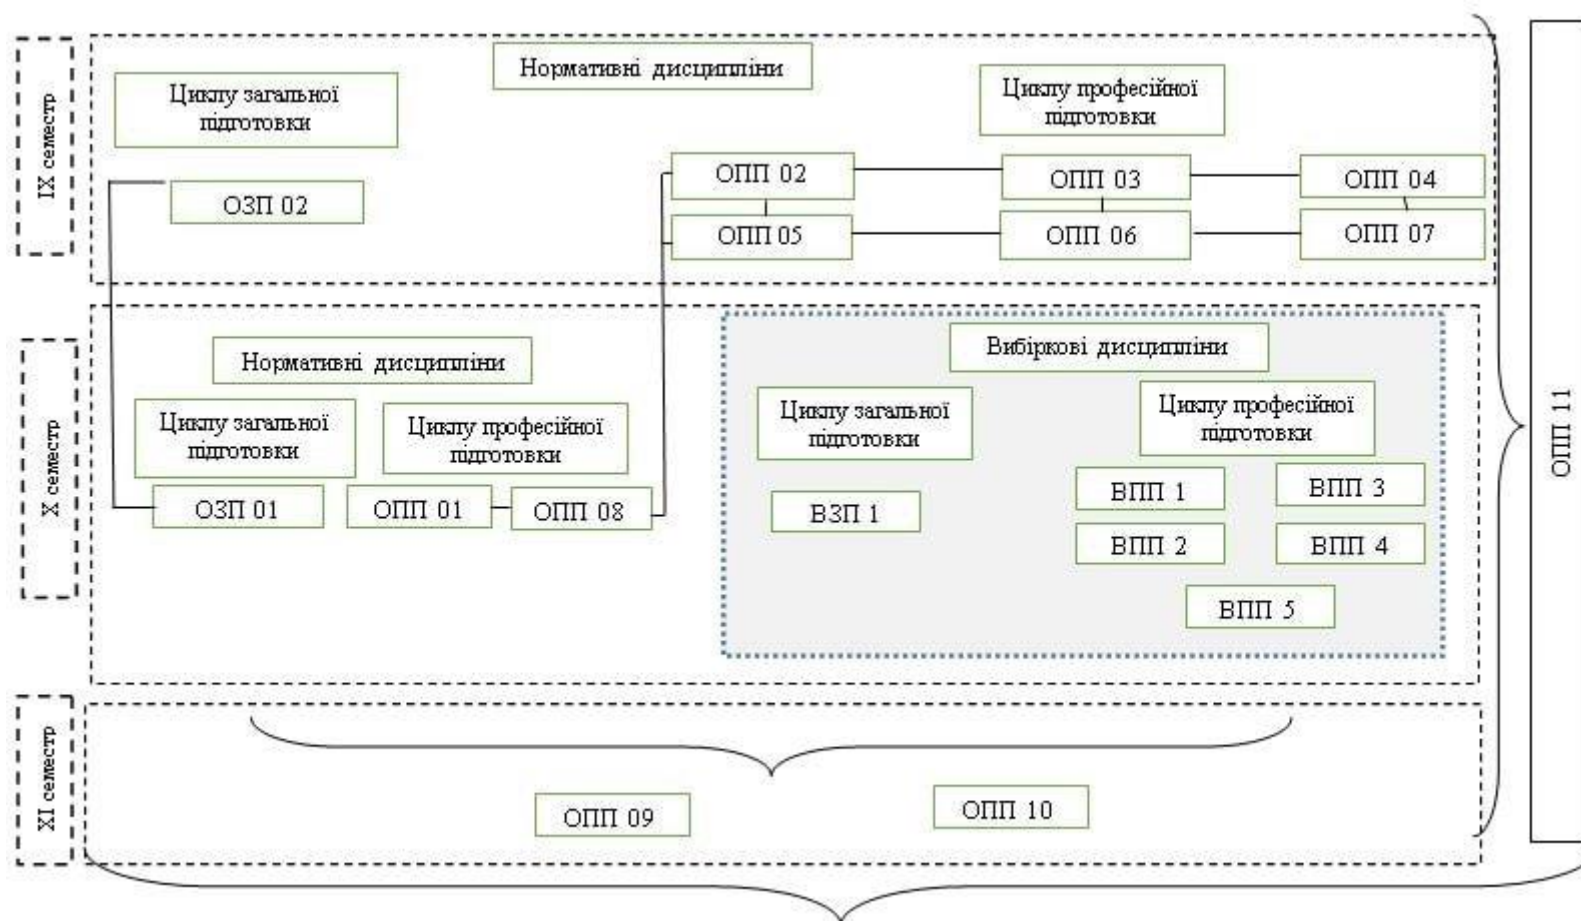 IX семестр
Нормативні дисципліни
Циклу загальної
підготовки
Циклу професійної
підготовки
ОЗП 02
ОПП 02
ОПП 03
ОПП 04
ОПП 05
ОПП 06
ОПП 07
X семестр
Нормативні дисципліни
Циклу загальної
підготовки
Циклу професійної
підготовки
ОЗП 01
ОПП 01
ОПП 08
Вибіркові дисципліни
Циклу загальної
підготовки
Циклу професійної
підготовки
ВЗП 1
ВПП 1
ВПП 3
ВПП 2
ВПП 4
ВПП 5
XI семестр
ОПП 09
ОПП 10
ОПП 11